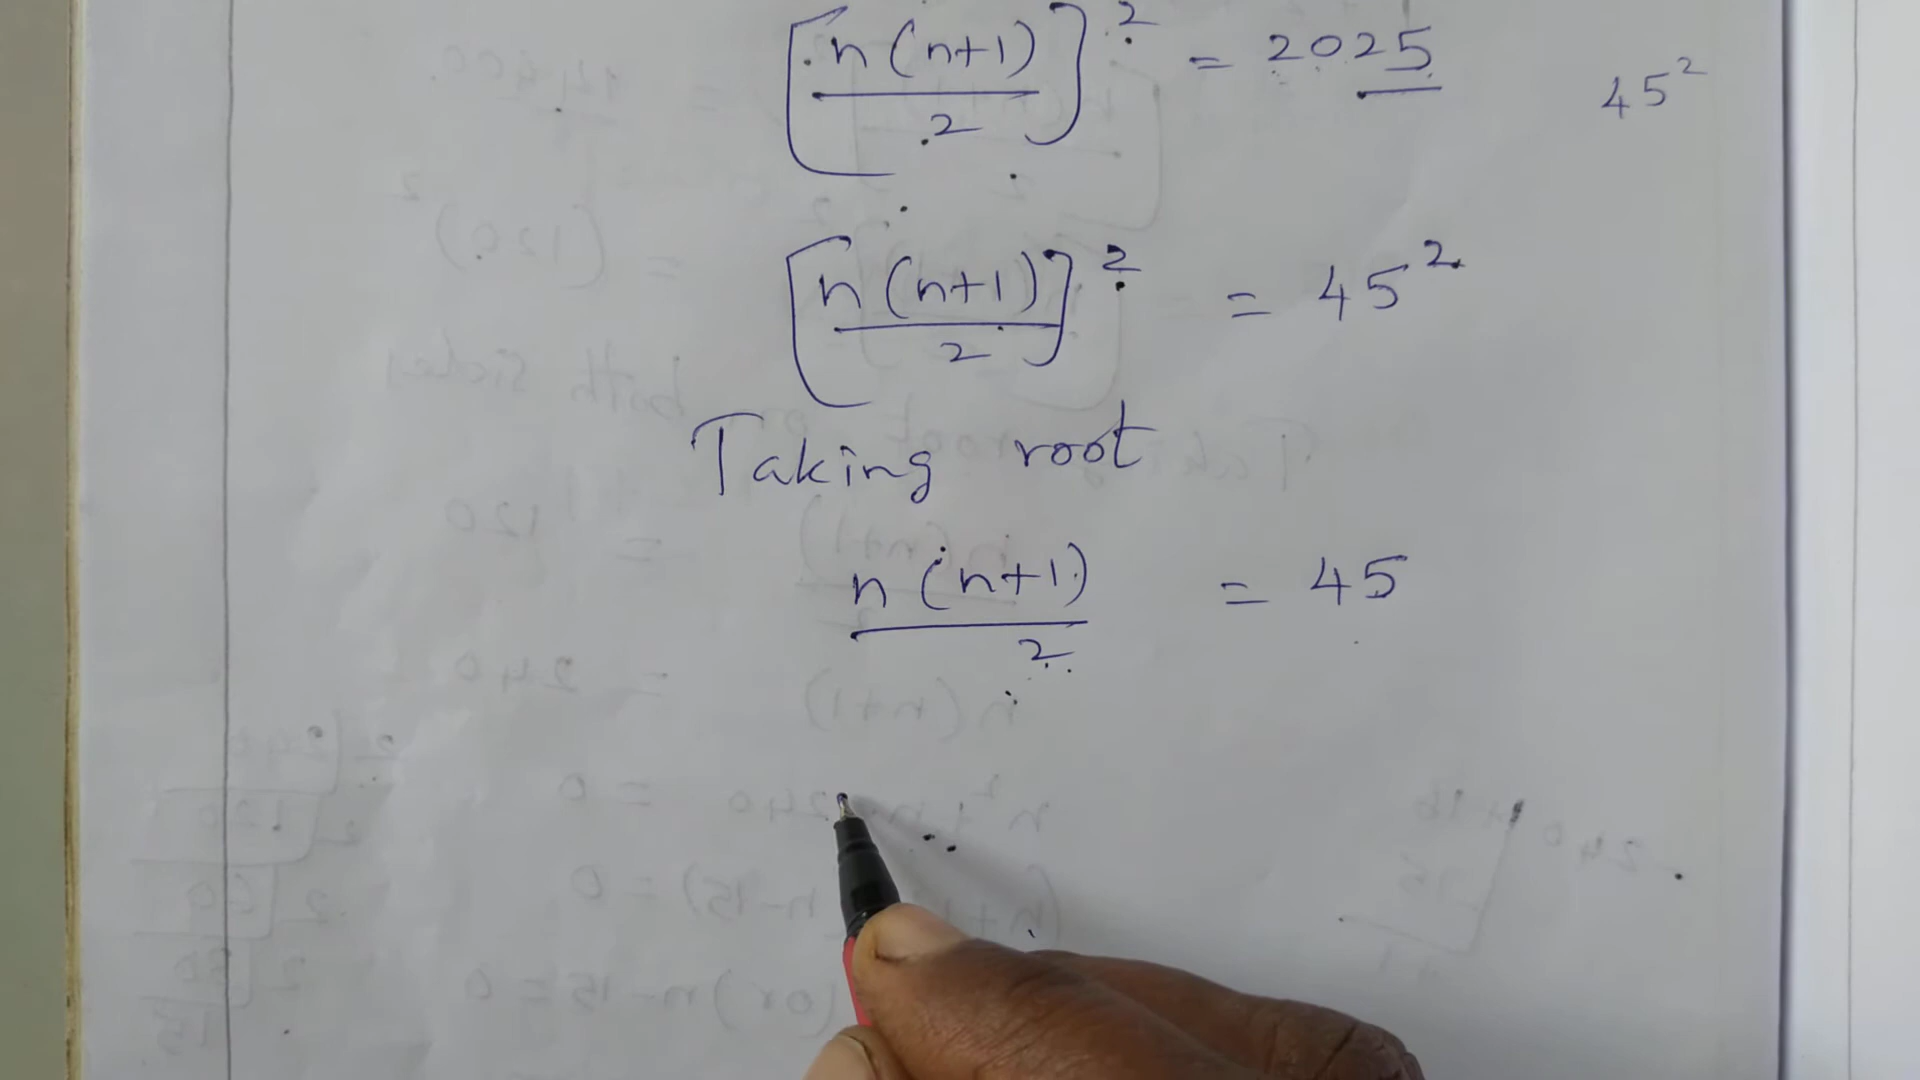 [n(n+1)/2]² = 2025 45²
[n(n+1)/2]² = 45²
Taking root
n(n+1)/2 = 45